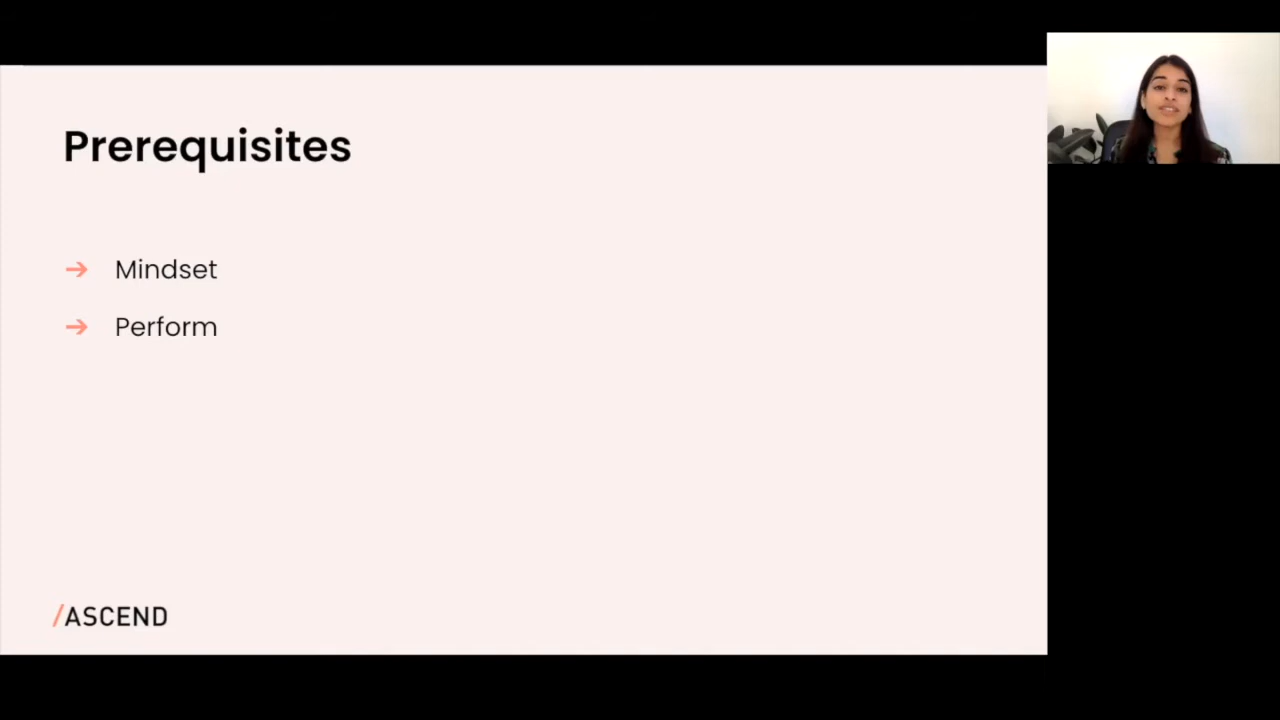 Prerequisites
→ Mindset
→ Perform
/ASCEND